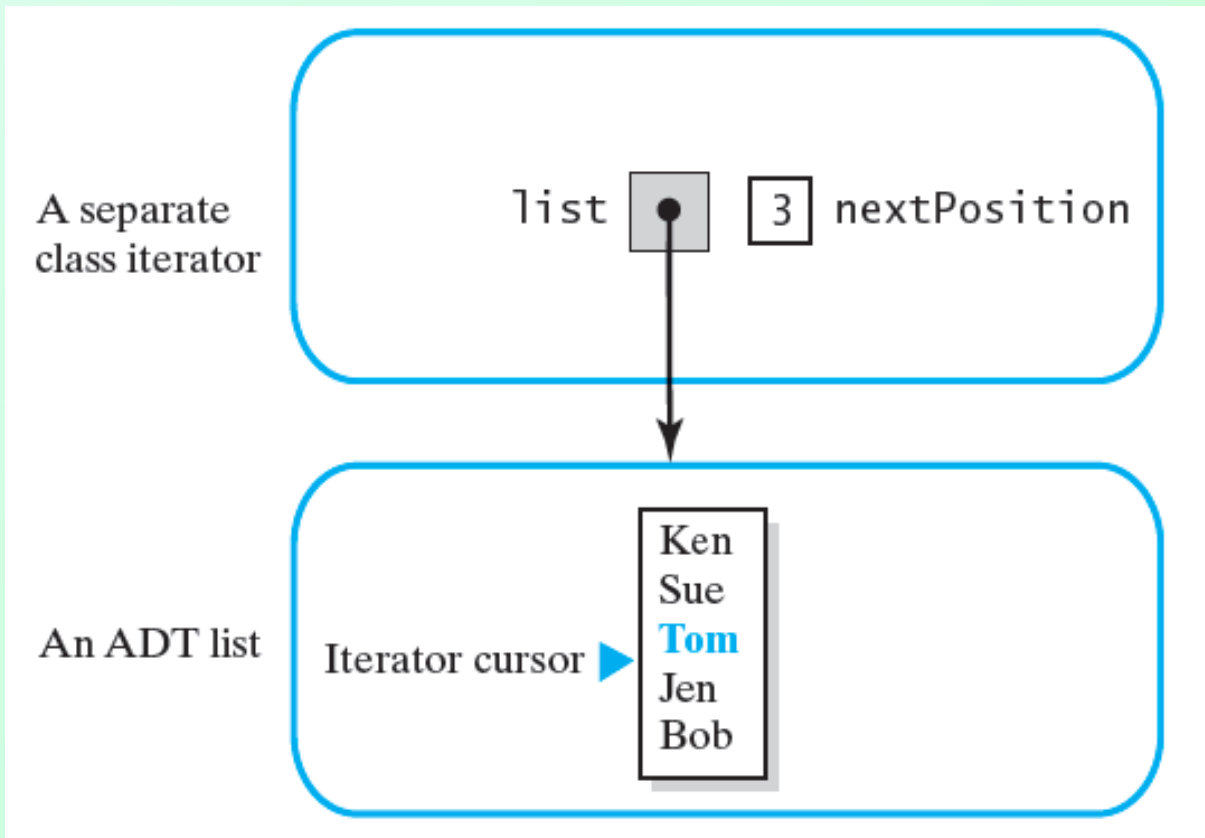 A separate
class iterator
list
3
nextPosition
An ADT list
Iterator cursor
Ken
Sue
Tom
Jen
Bob